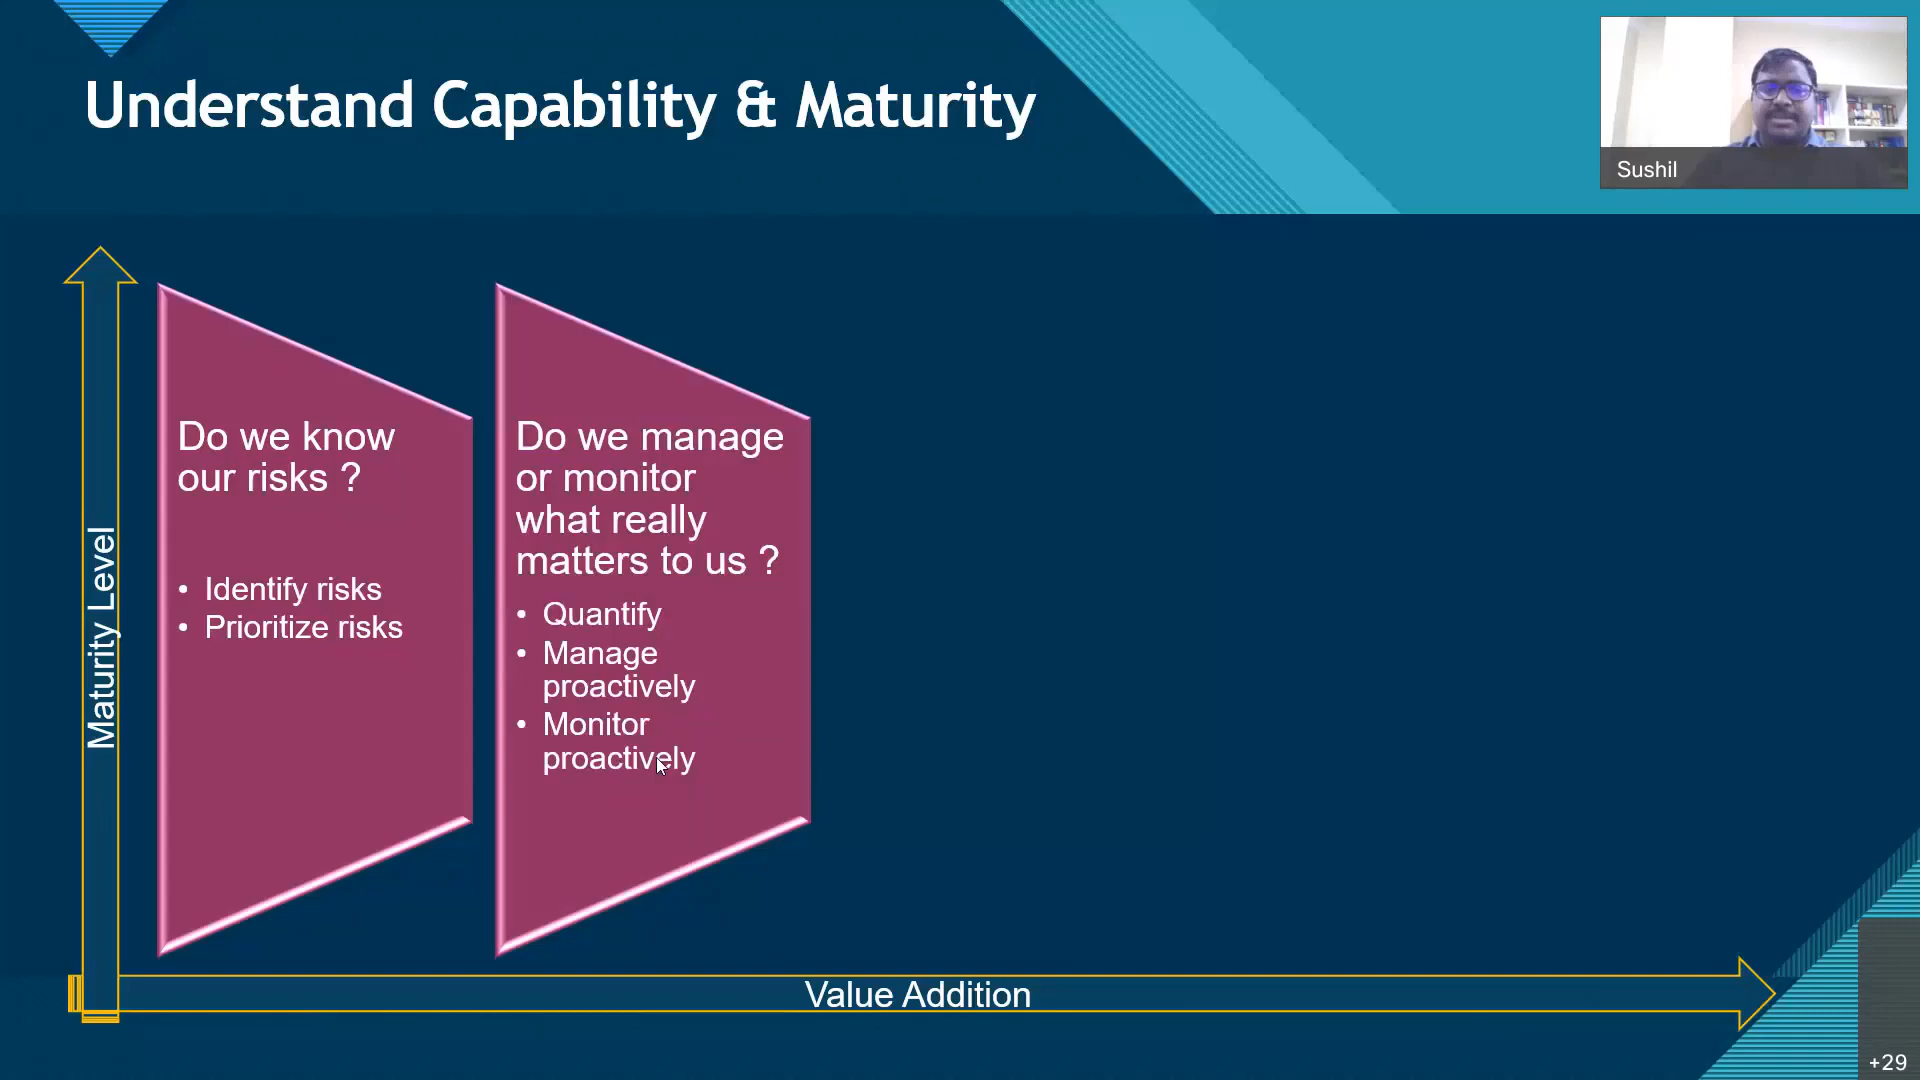 Understand Capability & Maturity
Sushil
Maturity Level
Do we know
our risks ?
• Identify risks
• Prioritize risks
Do we manage
or monitor
what really
matters to us ?
• Quantify
• Manage
proactively
• Monitor
proactively
Value Addition
+29